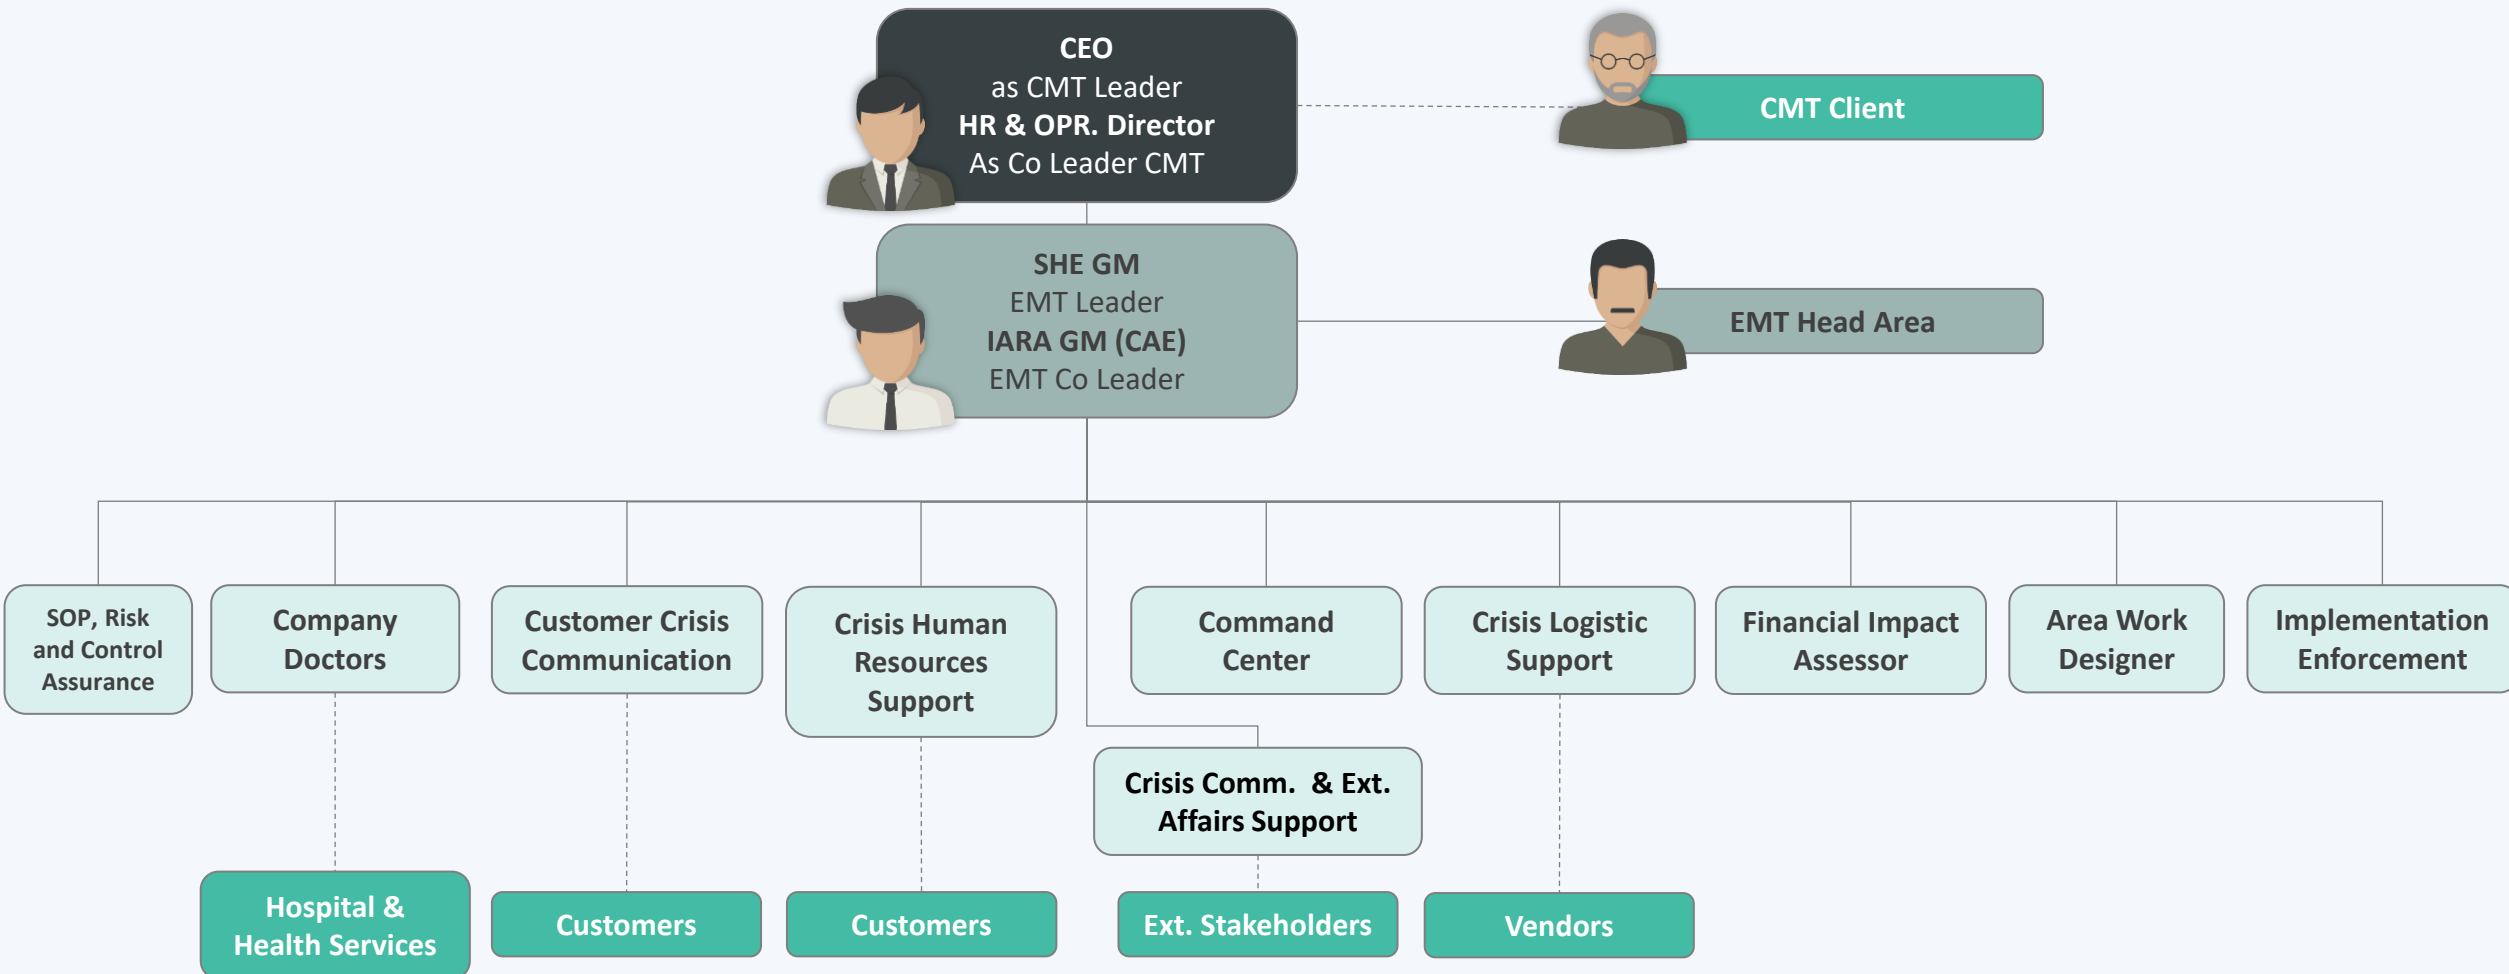 CEO
as CMT Leader
HR & OPR. Director
As Co Leader CMT
CMT Client
SHE GM
EMT Leader
IARA GM (CAE)
EMT Co Leader
EMT Head Area
SOP, Risk
and Control
Assurance
Company
Doctors
Customer Crisis
Communication
Crisis Human
Resources
Support
Command
Center
Crisis Logistic
Support
Financial Impact
Assessor
Area Work
Designer
Implementation
Enforcement
Crisis Comm. & Ext.
Affairs Support
Hospital &
Health Services
Customers
Customers
Ext. Stakeholders
Vendors